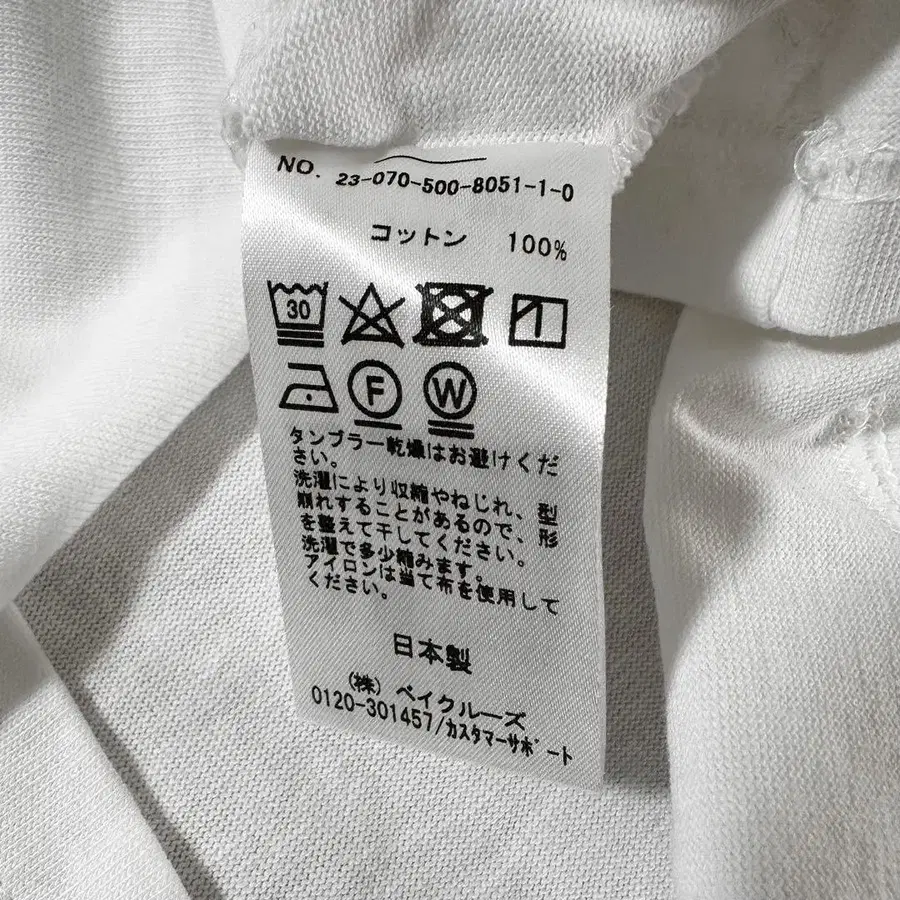 NO. 23-070-500-8051-1-0
コットン 100%
30
F W
タンブラー乾燥はお避けくだ
さい。
洗濯により収縮やねじれ、型
崩れすることがあるので、形
を整えて干してください。
洗濯で多少縮みます。
アイロンは当て布を使用して
ください。
日本製
(株) ベイクルーズ
0120-301457/カスタマーサポート